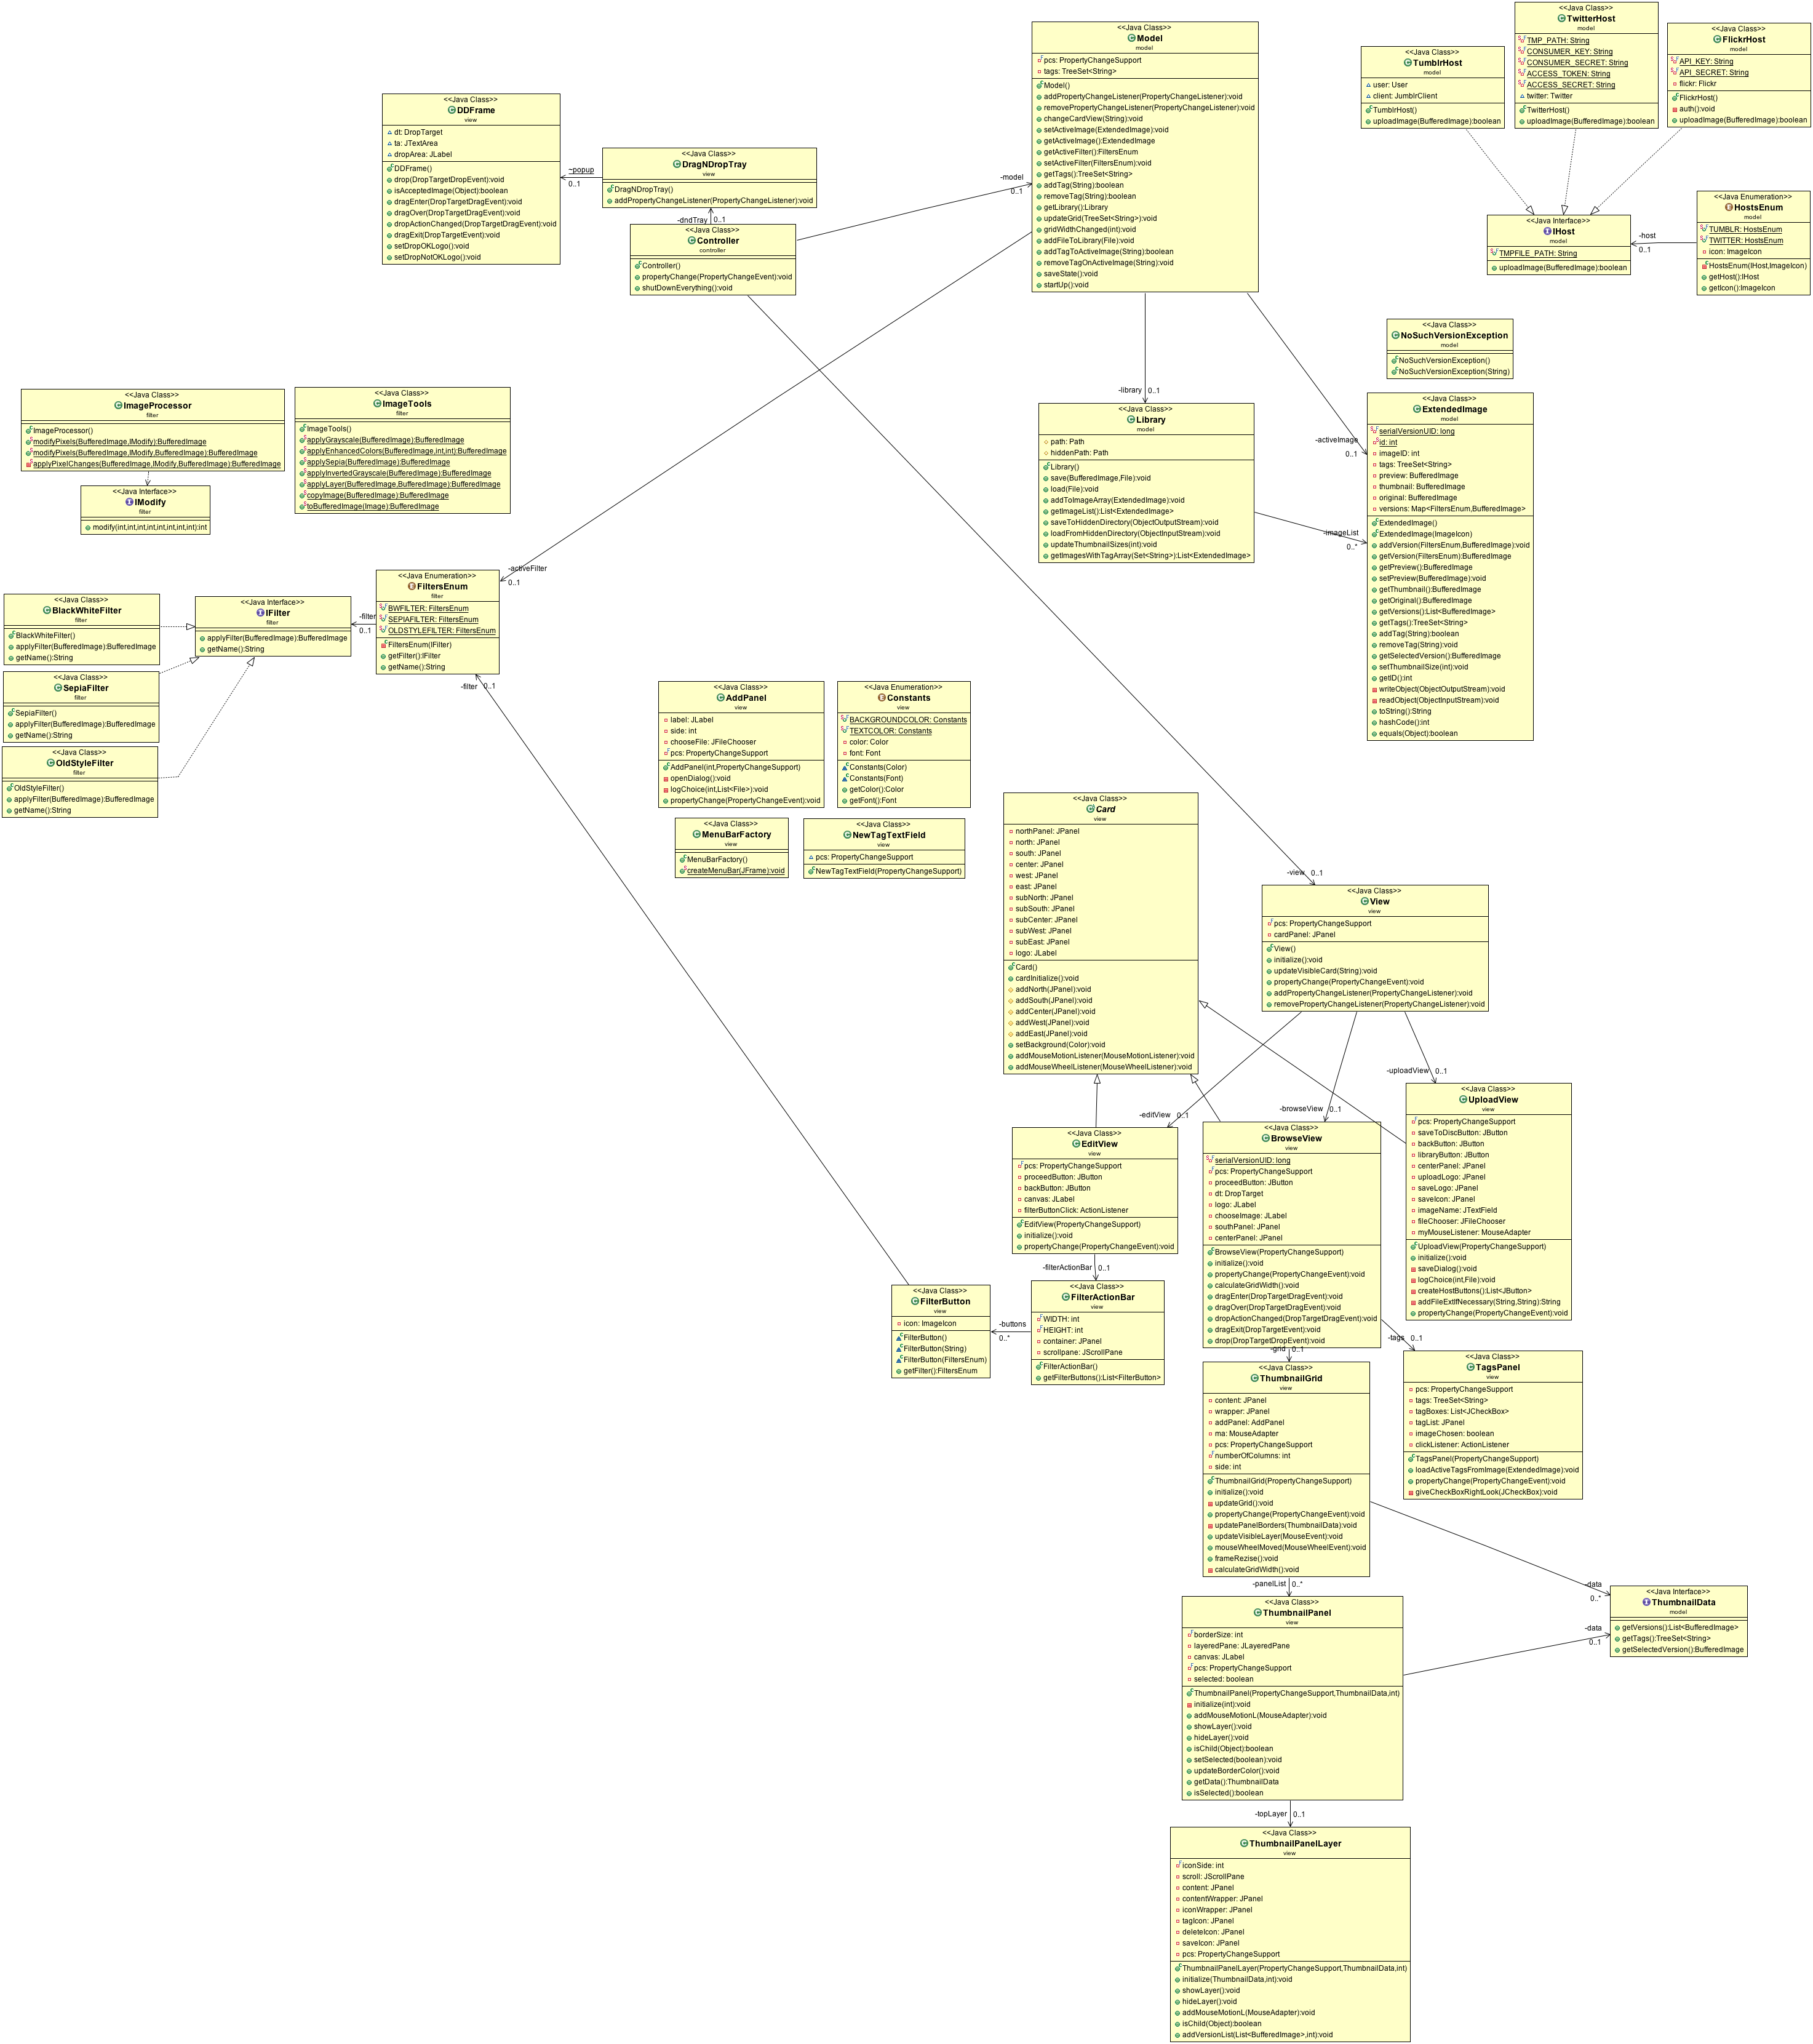 <<Java Class>>
Model
model
pcs: PropertyChangeSupport
tags: TreeSet<String>
Model()
addPropertyChangeListener(PropertyChangeListener):void
removePropertyChangeListener(PropertyChangeListener):void
changeCardView(String):void
setActiveImage(ExtendedImage):void
getActiveImage():ExtendedImage
getActiveFilter():FiltersEnum
setActiveFilter(FiltersEnum):void
getTags():TreeSet<String>
addTag(String):boolean
removeTag(String):boolean
getLibrary():Library
updateGrid(TreeSet<String>):void
gridWidthChanged(int):void
addFileToLibrary(File):void
addTagToActiveImage(String):boolean
removeTagOnActiveImage(String):void
saveState():void
startUp():void
<<Java Class>>
TumblrHost
model
user: User
client: JumblrClient
TumblrHost()
uploadImage(BufferedImage):boolean
<<Java Class>>
TwitterHost
model
TMP_PATH: String
CONSUMER_KEY: String
CONSUMER_SECRET: String
ACCESS_TOKEN: String
ACCESS_SECRET: String
twitter: Twitter
TwitterHost()
uploadImage(BufferedImage):boolean
<<Java Class>>
FlickrHost
model
API_KEY: String
API_SECRET: String
flickr: Flickr
FlickrHost()
auth():void
uploadImage(BufferedImage):boolean
<<Java Class>>
DDFrame
view
dt: DropTarget
ta: JTextArea
dropArea: JLabel
DDFrame()
drop(DropTargetDropEvent):void
isAcceptedImage(Object):boolean
dragEnter(DropTargetDragEvent):void
dragOver(DropTargetDragEvent):void
dropActionChanged(DropTargetDragEvent):void
dragExit(DropTargetEvent):void
setDropOKLogo():void
setDropNotOKLogo():void
~popup
0..1
<<Java Class>>
DragNDropTray
view
DragNDropTray()
addPropertyChangeListener(PropertyChangeListener):void
-dndTray 0..1
<<Java Class>>
Controller
controller
Controller()
propertyChange(PropertyChangeEvent):void
shutDownEverything():void
-model
0..1
<<Java Interface>>
IHost
model
TMPFILE_PATH: String
uploadImage(BufferedImage):boolean
-host
0..1
<<Java Enumeration>>
HostsEnum
model
TUMBLR: HostsEnum
TWITTER: HostsEnum
icon: ImageIcon
HostsEnum(IHost,ImageIcon)
getHost():IHost
getIcon():ImageIcon
<<Java Class>>
NoSuchVersionException
model
NoSuchVersionException()
NoSuchVersionException(String)
<<Java Class>>
ImageProcessor
filter
ImageProcessor()
modifyPixels(BufferedImage,IModify):BufferedImage
modifyPixels(BufferedImage,IModify,BufferedImage):BufferedImage
applyPixelChanges(BufferedImage,IModify,BufferedImage):BufferedImage
<<Java Interface>>
IModify
filter
modify(int,int,int,int,int,int,int,int):int
<<Java Class>>
ImageTools
filter
ImageTools()
applyGrayscale(BufferedImage):BufferedImage
applyEnhancedColors(BufferedImage,int,int):BufferedImage
applySepia(BufferedImage):BufferedImage
applyInvertedGrayscale(BufferedImage):BufferedImage
applyLayer(BufferedImage,BufferedImage):BufferedImage
copyImage(BufferedImage):BufferedImage
toBufferedImage(Image):BufferedImage
-library 0..1
<<Java Class>>
Library
model
path: Path
hiddenPath: Path
Library()
save(BufferedImage,File):void
load(File):void
addToImageArray(ExtendedImage):void
getImageList():List<ExtendedImage>
saveToHiddenDirectory(ObjectOutputStream):void
loadFromHiddenDirectory(ObjectInputStream):void
updateThumbnailSizes(int):void
getImagesWithTagArray(Set<String>):List<ExtendedImage>
-activeImage
0..1
-imageList
0..*
<<Java Class>>
ExtendedImage
model
serialVersionUID: long
id: int
imageID: int
tags: TreeSet<String>
preview: BufferedImage
thumbnail: BufferedImage
original: BufferedImage
versions: Map<FiltersEnum,BufferedImage>
ExtendedImage()
ExtendedImage(ImageIcon)
addVersion(FiltersEnum,BufferedImage):void
getVersion(FiltersEnum):BufferedImage
getPreview():BufferedImage
setPreview(BufferedImage):void
getThumbnail():BufferedImage
getOriginal():BufferedImage
getVersions():List<BufferedImage>
getTags():TreeSet<String>
addTag(String):boolean
removeTag(String):void
getSelectedVersion():BufferedImage
setThumbnailSize(int):void
getID():int
writeObject(ObjectOutputStream):void
readObject(ObjectInputStream):void
toString():String
hashCode():int
equals(Object):boolean
<<Java Class>>
BlackWhiteFilter
filter
BlackWhiteFilter()
applyFilter(BufferedImage):BufferedImage
getName():String
<<Java Class>>
SepiaFilter
filter
SepiaFilter()
applyFilter(BufferedImage):BufferedImage
getName():String
<<Java Class>>
OldStyleFilter
filter
OldStyleFilter()
applyFilter(BufferedImage):BufferedImage
getName():String
<<Java Interface>>
IFilter
filter
applyFilter(BufferedImage):BufferedImage
getName():String
-filter
0..1
-activeFilter
0..1
<<Java Enumeration>>
FiltersEnum
filter
BWFILTER: FiltersEnum
SEPIAFILTER: FiltersEnum
OLDSTYLEFILTER: FiltersEnum
FiltersEnum(IFilter)
getFilter():IFilter
getName():String
-filter 0..1
<<Java Class>>
AddPanel
view
label: JLabel
side: int
chooseFile: JFileChooser
pcs: PropertyChangeSupport
AddPanel(int,PropertyChangeSupport)
openDialog():void
logChoice(int,List<File>):void
propertyChange(PropertyChangeEvent):void
<<Java Enumeration>>
Constants
view
BACKGROUNDCOLOR: Constants
TEXTCOLOR: Constants
color: Color
font: Font
Constants(Color)
Constants(Font)
getColor():Color
getFont():Font
<<Java Class>>
MenuBarFactory
view
MenuBarFactory()
createMenuBar(JFrame):void
<<Java Class>>
NewTagTextField
view
pcs: PropertyChangeSupport
NewTagTextField(PropertyChangeSupport)
<<Java Class>>
Card
view
northPanel: JPanel
north: JPanel
south: JPanel
center: JPanel
west: JPanel
east: JPanel
subNorth: JPanel
subSouth: JPanel
subCenter: JPanel
subWest: JPanel
subEast: JPanel
logo: JLabel
Card()
cardInitialize():void
addNorth(JPanel):void
addSouth(JPanel):void
addCenter(JPanel):void
addWest(JPanel):void
addEast(JPanel):void
setBackground(Color):void
addMouseMotionListener(MouseMotionListener):void
addMouseWheelListener(MouseWheelListener):void
-view 0..1
<<Java Class>>
View
view
pcs: PropertyChangeSupport
cardPanel: JPanel
View()
initialize():void
updateVisibleCard(String):void
propertyChange(PropertyChangeEvent):void
addPropertyChangeListener(PropertyChangeListener):void
removePropertyChangeListener(PropertyChangeListener):void
-editView 0..1
-browseView 0..1
-uploadView 0..1
<<Java Class>>
EditView
view
pcs: PropertyChangeSupport
proceedButton: JButton
backButton: JButton
canvas: JLabel
filterButtonClick: ActionListener
EditView(PropertyChangeSupport)
initialize():void
propertyChange(PropertyChangeEvent):void
<<Java Class>>
BrowseView
view
serialVersionUID: long
pcs: PropertyChangeSupport
proceedButton: JButton
dt: DropTarget
logo: JLabel
chooseImage: JLabel
southPanel: JPanel
centerPanel: JPanel
BrowseView(PropertyChangeSupport)
initialize():void
propertyChange(PropertyChangeEvent):void
calculateGridWidth():void
dragEnter(DropTargetDragEvent):void
dragOver(DropTargetDragEvent):void
dropActionChanged(DropTargetDragEvent):void
dragExit(DropTargetEvent):void
drop(DropTargetDropEvent):void
<<Java Class>>
UploadView
view
pcs: PropertyChangeSupport
saveToDiscButton: JButton
backButton: JButton
libraryButton: JButton
centerPanel: JPanel
uploadLogo: JPanel
saveLogo: JPanel
saveIcon: JPanel
imageName: JTextField
fileChooser: JFileChooser
myMouseListener: MouseAdapter
UploadView(PropertyChangeSupport)
initialize():void
saveDialog():void
logChoice(int,File):void
createHostButtons():List<JButton>
addFileExtIfNecessary(String,String):String
propertyChange(PropertyChangeEvent):void
-filterActionBar 0..1
<<Java Class>>
FilterButton
view
icon: ImageIcon
FilterButton()
FilterButton(String)
FilterButton(FiltersEnum)
getFilter():FiltersEnum
-buttons
0..*
<<Java Class>>
FilterActionBar
view
WIDTH: int
HEIGHT: int
container: JPanel
scrollpane: JScrollPane
FilterActionBar()
getFilterButtons():List<FilterButton>
-grid 0..1
-tags 0..1
<<Java Class>>
ThumbnailGrid
view
content: JPanel
wrapper: JPanel
addPanel: AddPanel
ma: MouseAdapter
pcs: PropertyChangeSupport
numberOfColumns: int
side: int
ThumbnailGrid(PropertyChangeSupport)
initialize():void
updateGrid():void
propertyChange(PropertyChangeEvent):void
updatePanelBorders(ThumbnailData):void
updateVisibleLayer(MouseEvent):void
mouseWheelMoved(MouseWheelEvent):void
frameRezise():void
calculateGridWidth():void
<<Java Class>>
TagsPanel
view
pcs: PropertyChangeSupport
tags: TreeSet<String>
tagBoxes: List<JCheckBox>
tagList: JPanel
imageChosen: boolean
clickListener: ActionListener
TagsPanel(PropertyChangeSupport)
loadActiveTagsFromImage(ExtendedImage):void
propertyChange(PropertyChangeEvent):void
giveCheckBoxRightLook(JCheckBox):void
-panelList 0..*
-data
0..*
<<Java Class>>
ThumbnailPanel
view
borderSize: int
layeredPane: JLayeredPane
canvas: JLabel
pcs: PropertyChangeSupport
selected: boolean
ThumbnailPanel(PropertyChangeSupport,ThumbnailData,int)
initialize(int):void
addMouseMotionL(MouseAdapter):void
showLayer():void
hideLayer():void
isChild(Object):boolean
setSelected(boolean):void
updateBorderColor():void
getData():ThumbnailData
isSelected():boolean
-data
0..1
<<Java Interface>>
ThumbnailData
model
getVersions():List<BufferedImage>
getTags():TreeSet<String>
getSelectedVersion():BufferedImage
-topLayer 0..1
<<Java Class>>
ThumbnailPanelLayer
view
iconSide: int
scroll: JScrollPane
content: JPanel
contentWrapper: JPanel
iconWrapper: JPanel
tagIcon: JPanel
deleteIcon: JPanel
saveIcon: JPanel
pcs: PropertyChangeSupport
ThumbnailPanelLayer(PropertyChangeSupport,ThumbnailData,int)
initialize(ThumbnailData,int):void
showLayer():void
hideLayer():void
addMouseMotionL(MouseAdapter):void
isChild(Object):boolean
addVersionList(List<BufferedImage>,int):void